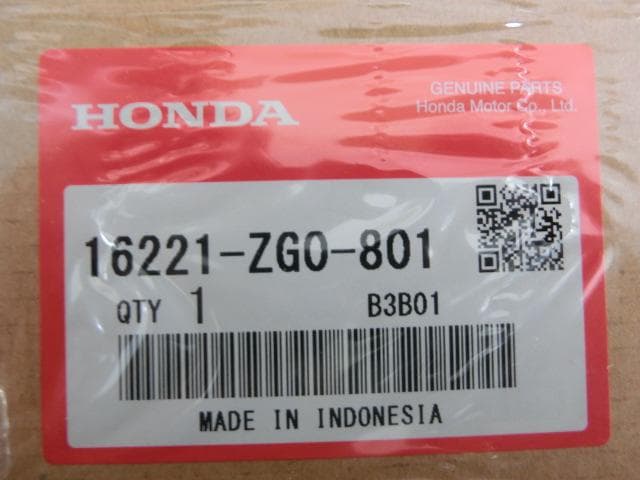 HONDA
GENUINE PARTS
Honda Motor Co., Ltd.
16221-ZG0-801
QTY 1 B3B01
MADE IN INDONESIA